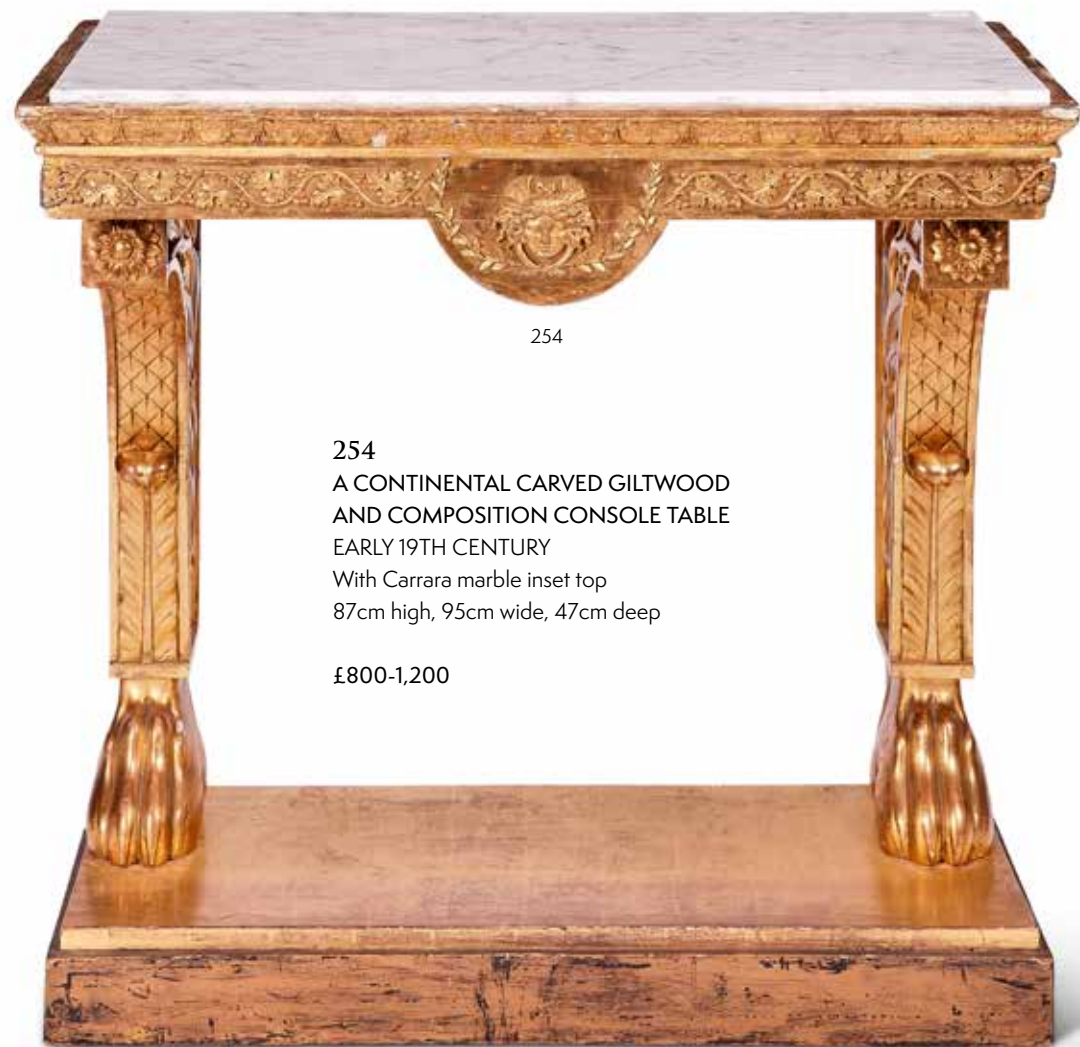 254
254
A CONTINENTAL CARVED GILTWOOD
AND COMPOSITION CONSOLE TABLE
EARLY 19TH CENTURY
With Carrara marble inset top
87cm high, 95cm wide, 47cm deep
£800-1,200